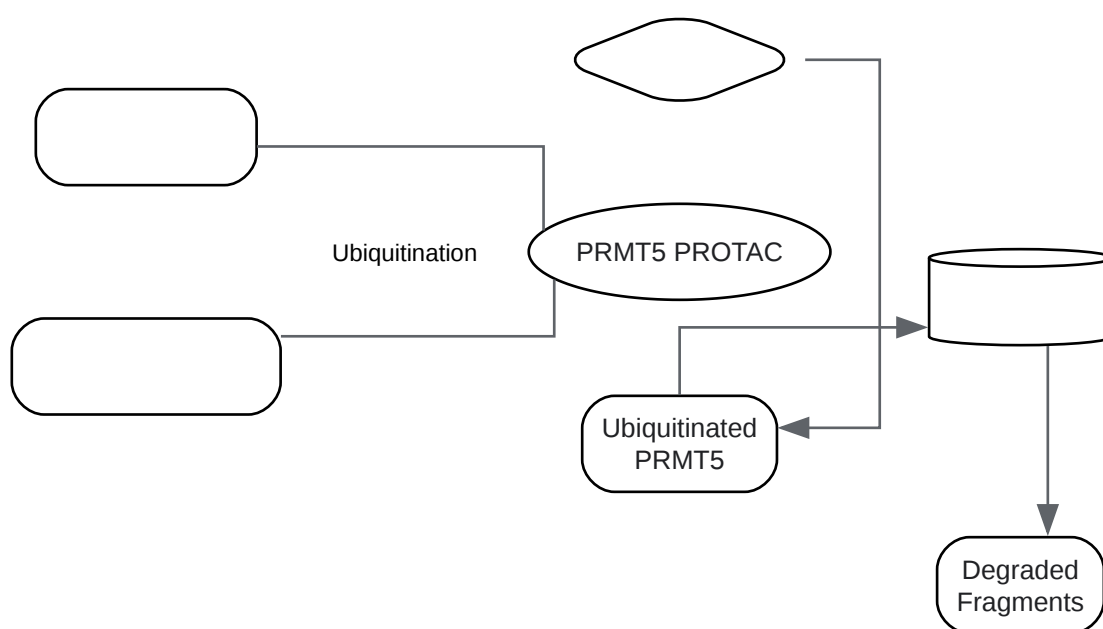 Ubiquitination
PRMT5 PROTAC
Ubiquitinated
PRMT5
Degraded
Fragments